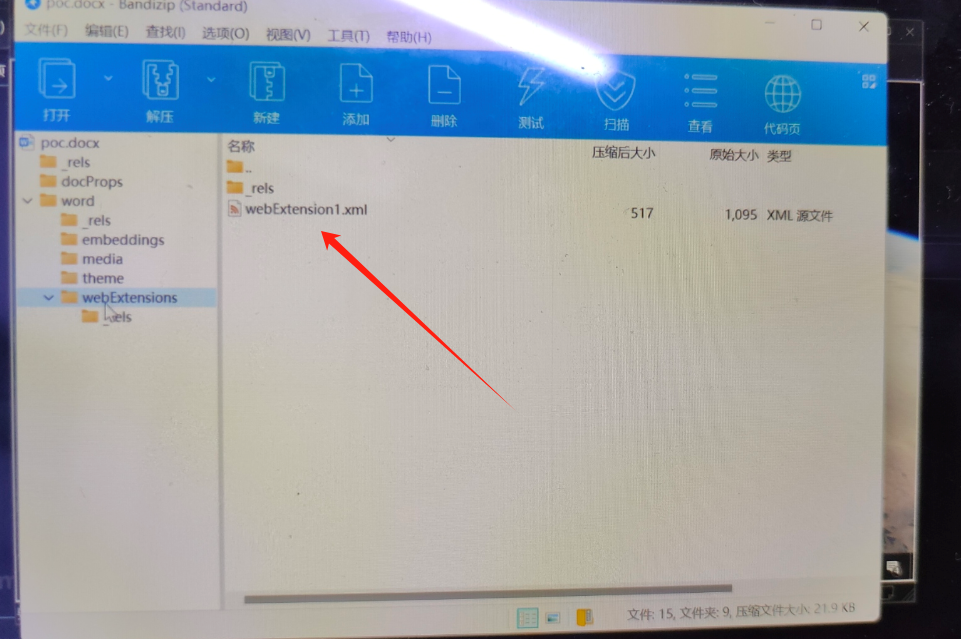 poc.docx - Bandizip (Standard)
文件(F) 编辑(E) 查找(I) 选项(O) 视图(V) 工具(T) 帮助(H)
打开 解压 新建 添加 删除 测试 扫描 查看 代码页
poc.docx
_rels
docProps
word
_rels
embeddings
media
theme
webExtensions
_rels
名称 压缩后大小 原始大小 类型
..
_rels
webExtension1.xml 517 1,095 XML 源文件
文件: 15, 文件夹: 9, 压缩文件大小: 21.9 KB